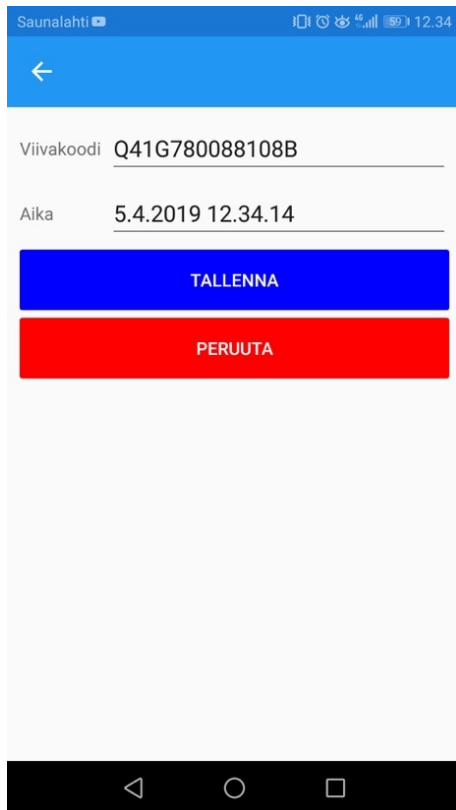 Saunalahti 59 12.34
Viivakoodi Q41G780088108B
Aika 5.4.2019 12.34.14
TALLENNA
PERUUTA